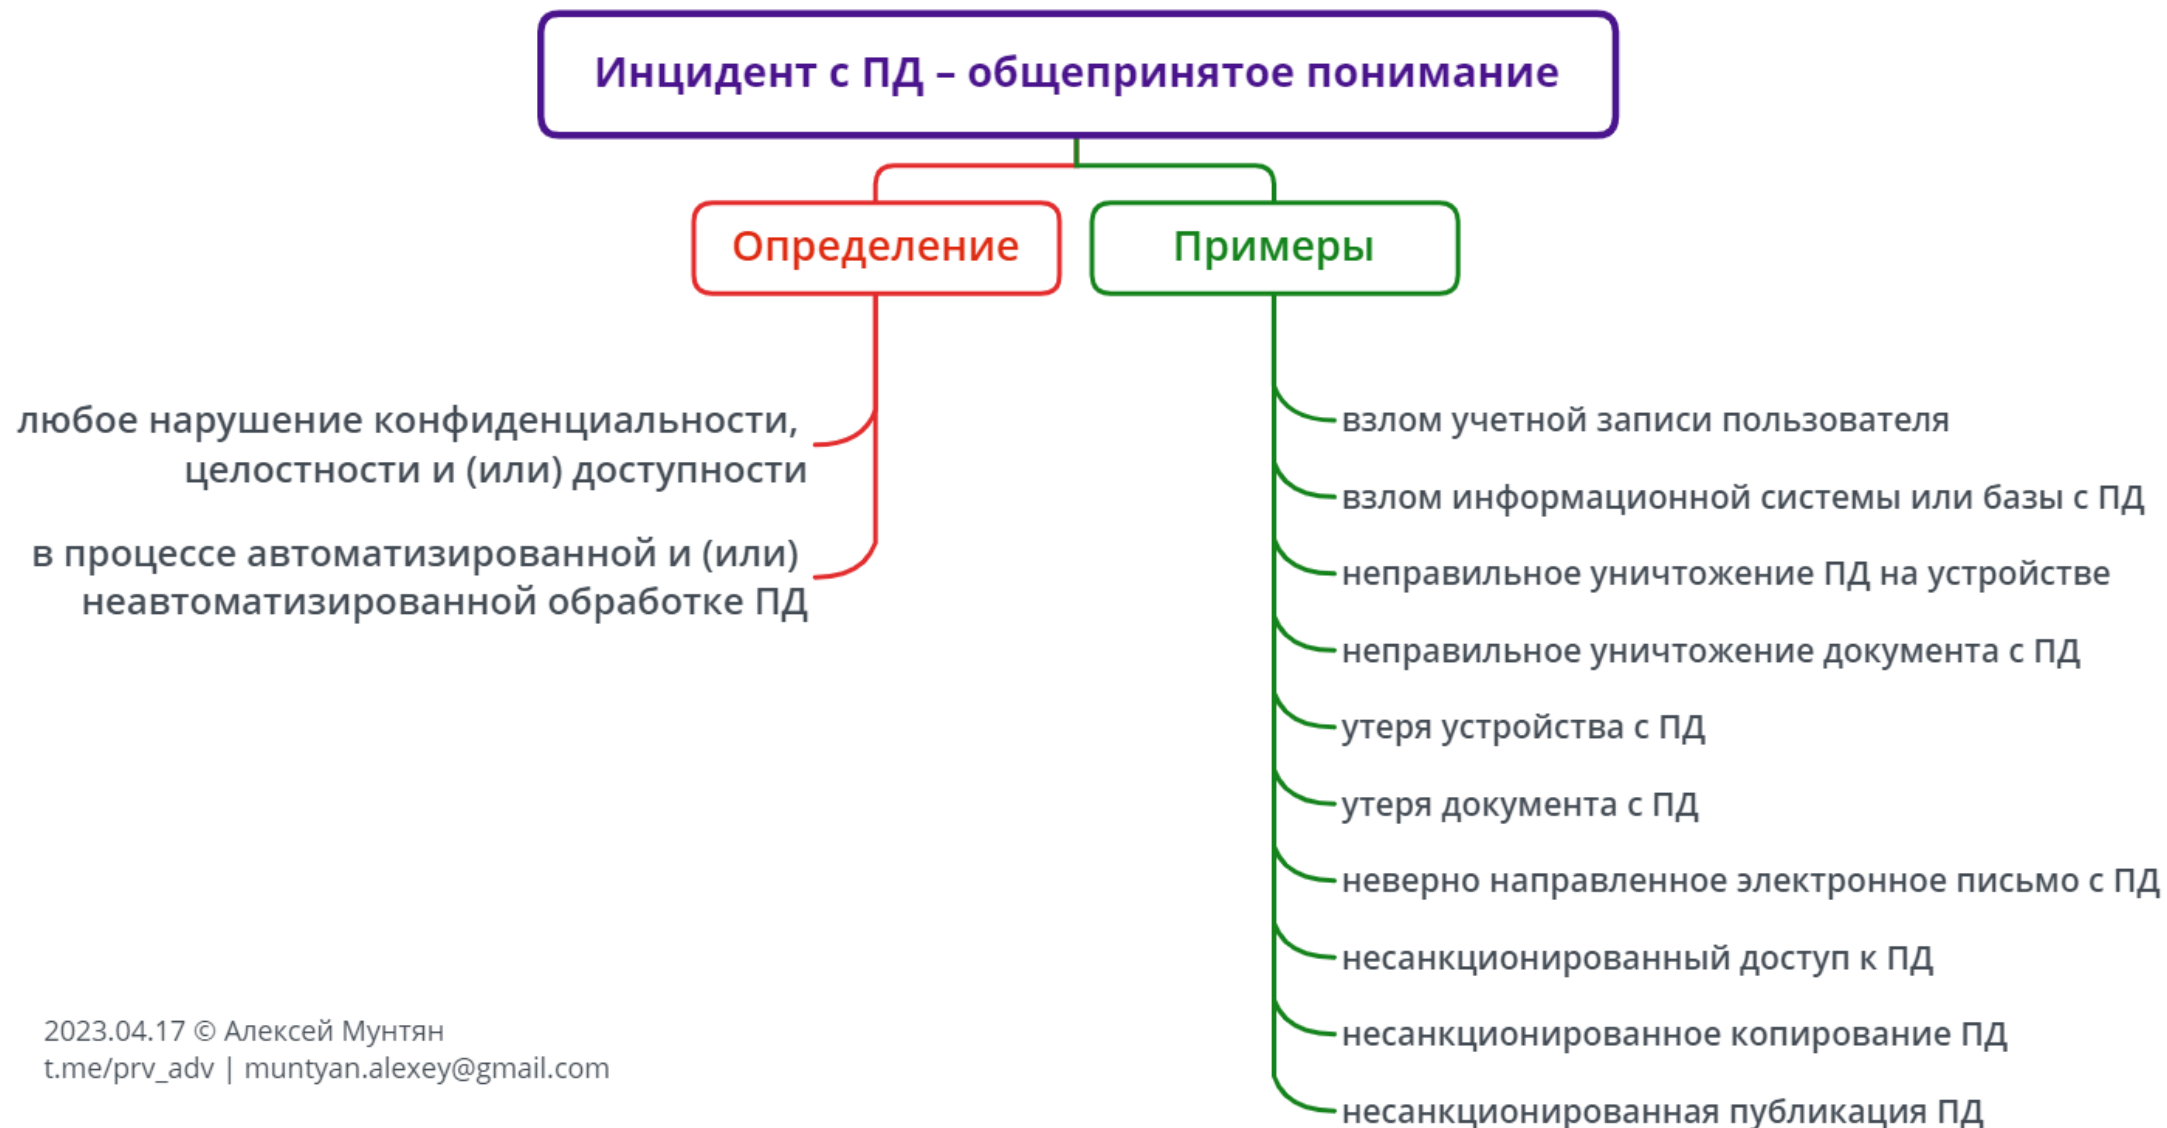 Инцидент с ПД – общепринятое понимание
Определение
любое нарушение конфиденциальности,
целостности и (или) доступности
в процессе автоматизированной и (или)
неавтоматизированной обработке ПД
Примеры
взлом учетной записи пользователя
взлом информационной системы или базы с ПД
неправильное уничтожение ПД на устройстве
неправильное уничтожение документа с ПД
утеря устройства с ПД
утеря документа с ПД
неверно направленное электронное письмо с ПД
несанкционированный доступ к ПД
несанкционированное копирование ПД
несанкционированная публикация ПД
2023.04.17 © Алексей Мунтян
t.me/prv_adv | muntyan.alexey@gmail.com